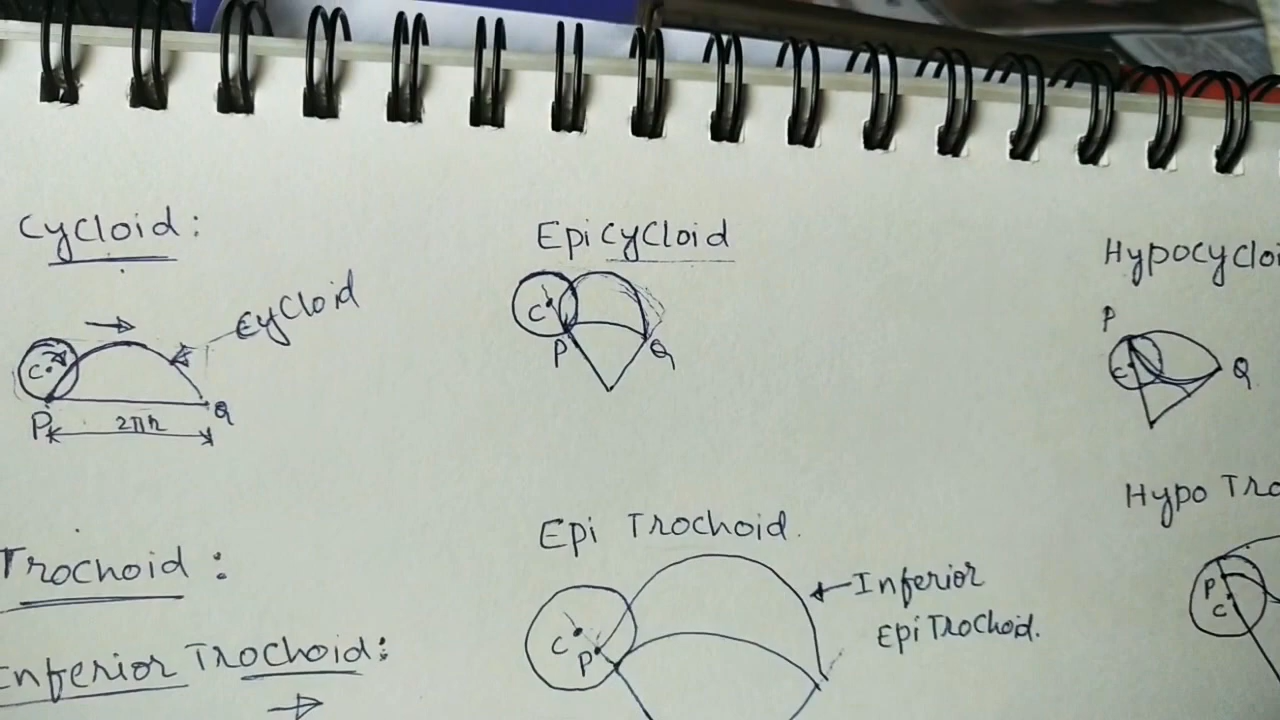 Cycloid:
Cycloid
C
P
Q
2πr
Epicycloid
C
P
Q
Hypocycloi
P
C
Q
Trochoid:
Inferior Trochoid:
Epi Trochoid.
C
P
Inferior
EpiTrochoid.
Hypo Tro
P
C